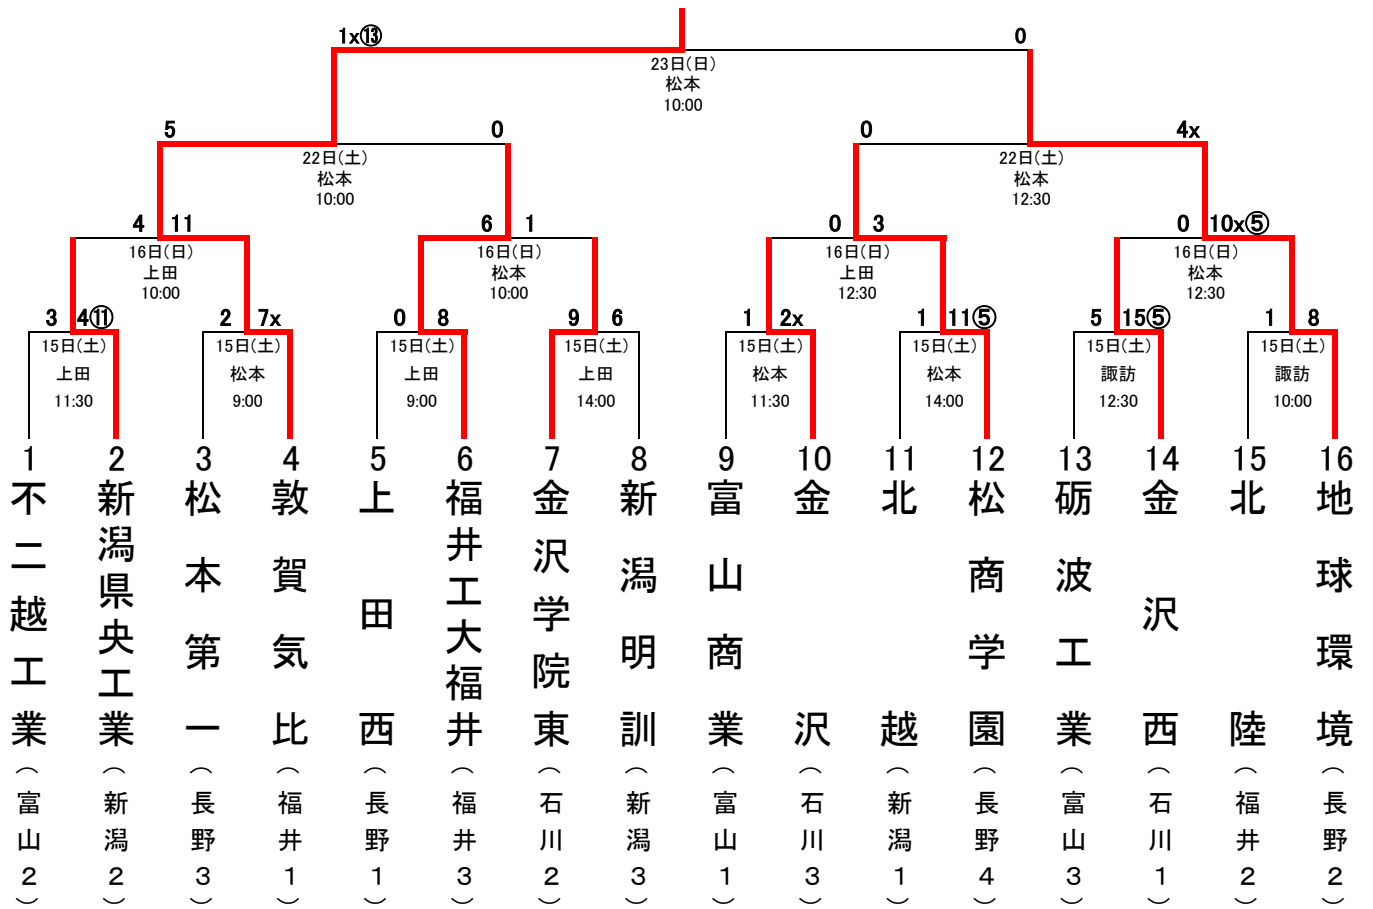 1x⑬ 0
23日(日)
松本
10:00
5 0 0 4x
22日(土) 22日(土)
松本 松本
10:00 12:30
4 11 6 1 0 3 0 10x⑤
16日(日) 16日(日) 16日(日) 16日(日)
上田 松本 上田 松本
10:00 10:00 12:30 12:30
3 4⑪ 2 7x 0 8 9 6 1 2x 1 11⑤ 5 15⑤ 1 8
15日(土) 15日(土) 15日(土) 15日(土) 15日(土) 15日(土) 15日(土) 15日(土)
上田 松本 上田 上田 松本 松本 諏訪 諏訪
11:30 9:00 9:00 14:00 11:30 14:00 12:30 10:00
1 2 3 4 5 6 7 8 9 10 11 12 13 14 15 16
不二越工業(富山2)
新潟県央工業(新潟2)
松本第一(長野3)
敦賀気比(福井1)
上田西(長野1)
福井工大福井(福井3)
金沢学院東(石川2)
新潟明訓(新潟3)
富山商業(富山1)
金沢(石川3)
北越(新潟1)
松商学園(長野4)
砺波工業(富山3)
金沢西(石川1)
北陸(福井2)
地球環境(長野2)